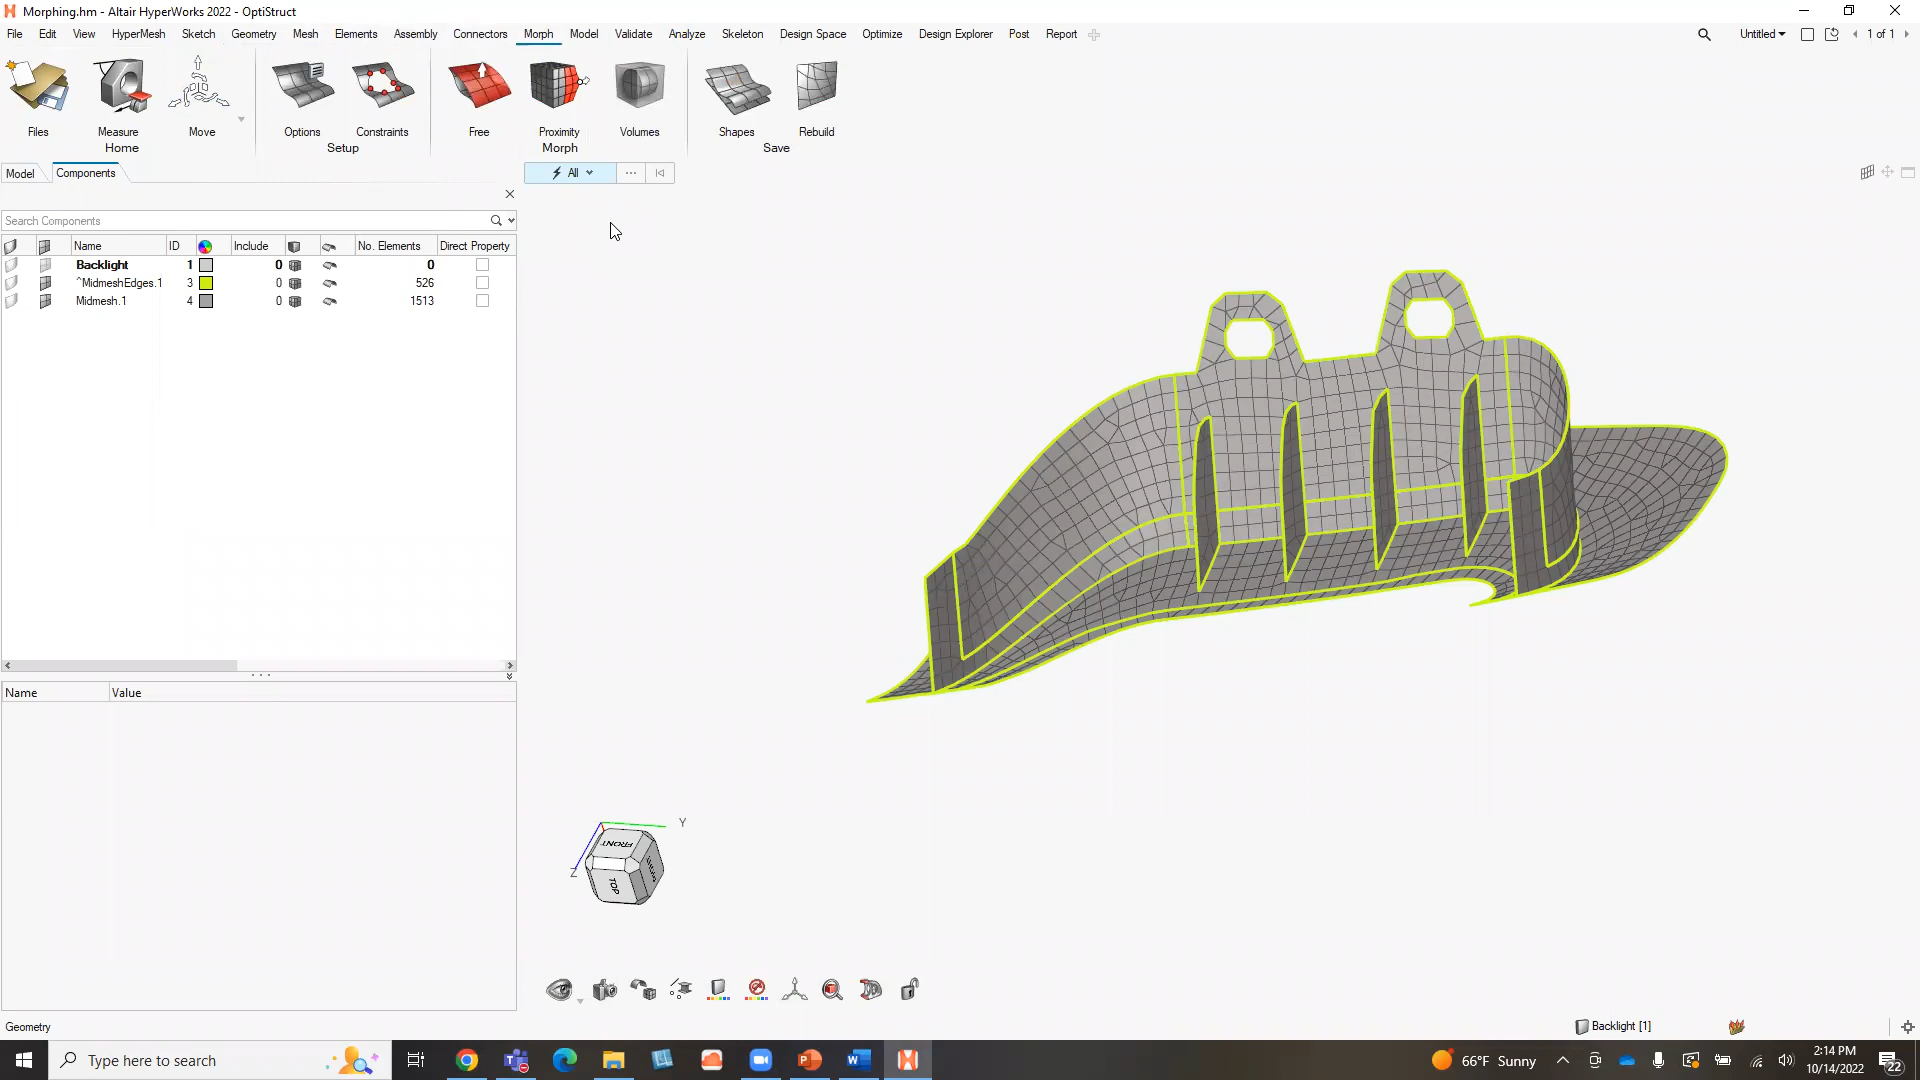 Morphing.hm - Altair HyperWorks 2022 - OptiStruct
File Edit View HyperMesh Sketch Geometry Mesh Elements Assembly Connectors Morph Model Validate Analyze Skeleton Design Space Optimize Design Explorer Post Report Untitled 1 of 1
Files Measure Move Options Constraints Free Proximity Volumes Shapes Rebuild
Home Setup Morph Save
Model Components
All
Search Components
Name ID Include No. Elements Direct Property
Backlight 1 0 0
^MidmeshEdges.1 3 0 526
Midmesh.1 4 0 1513
Name Value
Y
Z
FRONT
TOP
Geometry
Backlight [1]
Type here to search
66°F Sunny
2:14 PM
10/14/2022
22